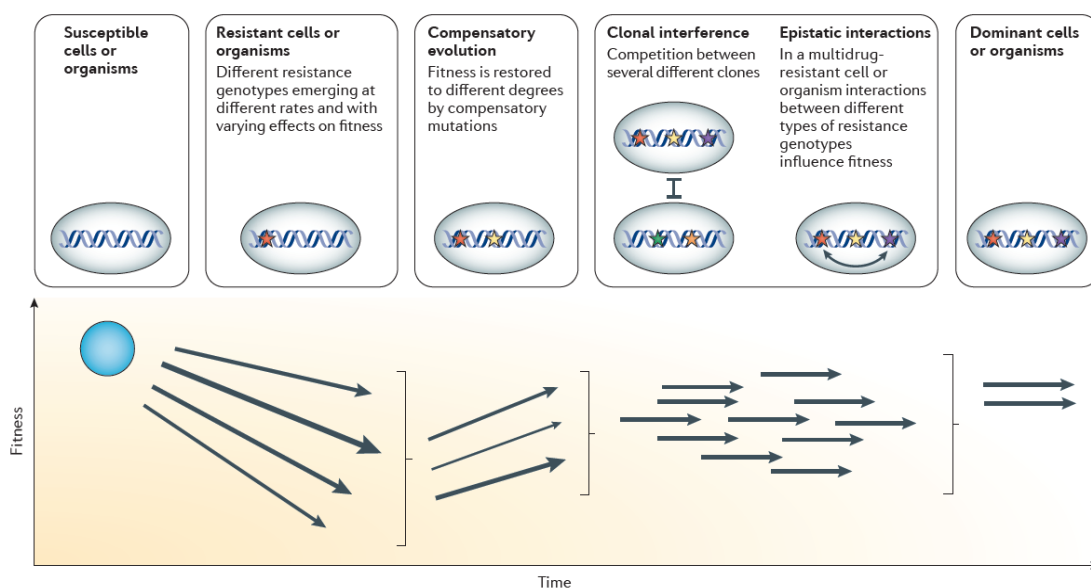 Susceptible
cells or
organisms
Resistant cells or
organisms
Different resistance
genotypes emerging at
different rates and with
varying effects on fitness
Compensatory
evolution
Fitness is restored
to different degrees
by compensatory
mutations
Clonal interference
Competition between
several different clones
Epistatic interactions
In a multidrug-
resistant cell or
organism interactions
between different
types of resistance
genotypes
influence fitness
Dominant cells
or organisms
Fitness
Time